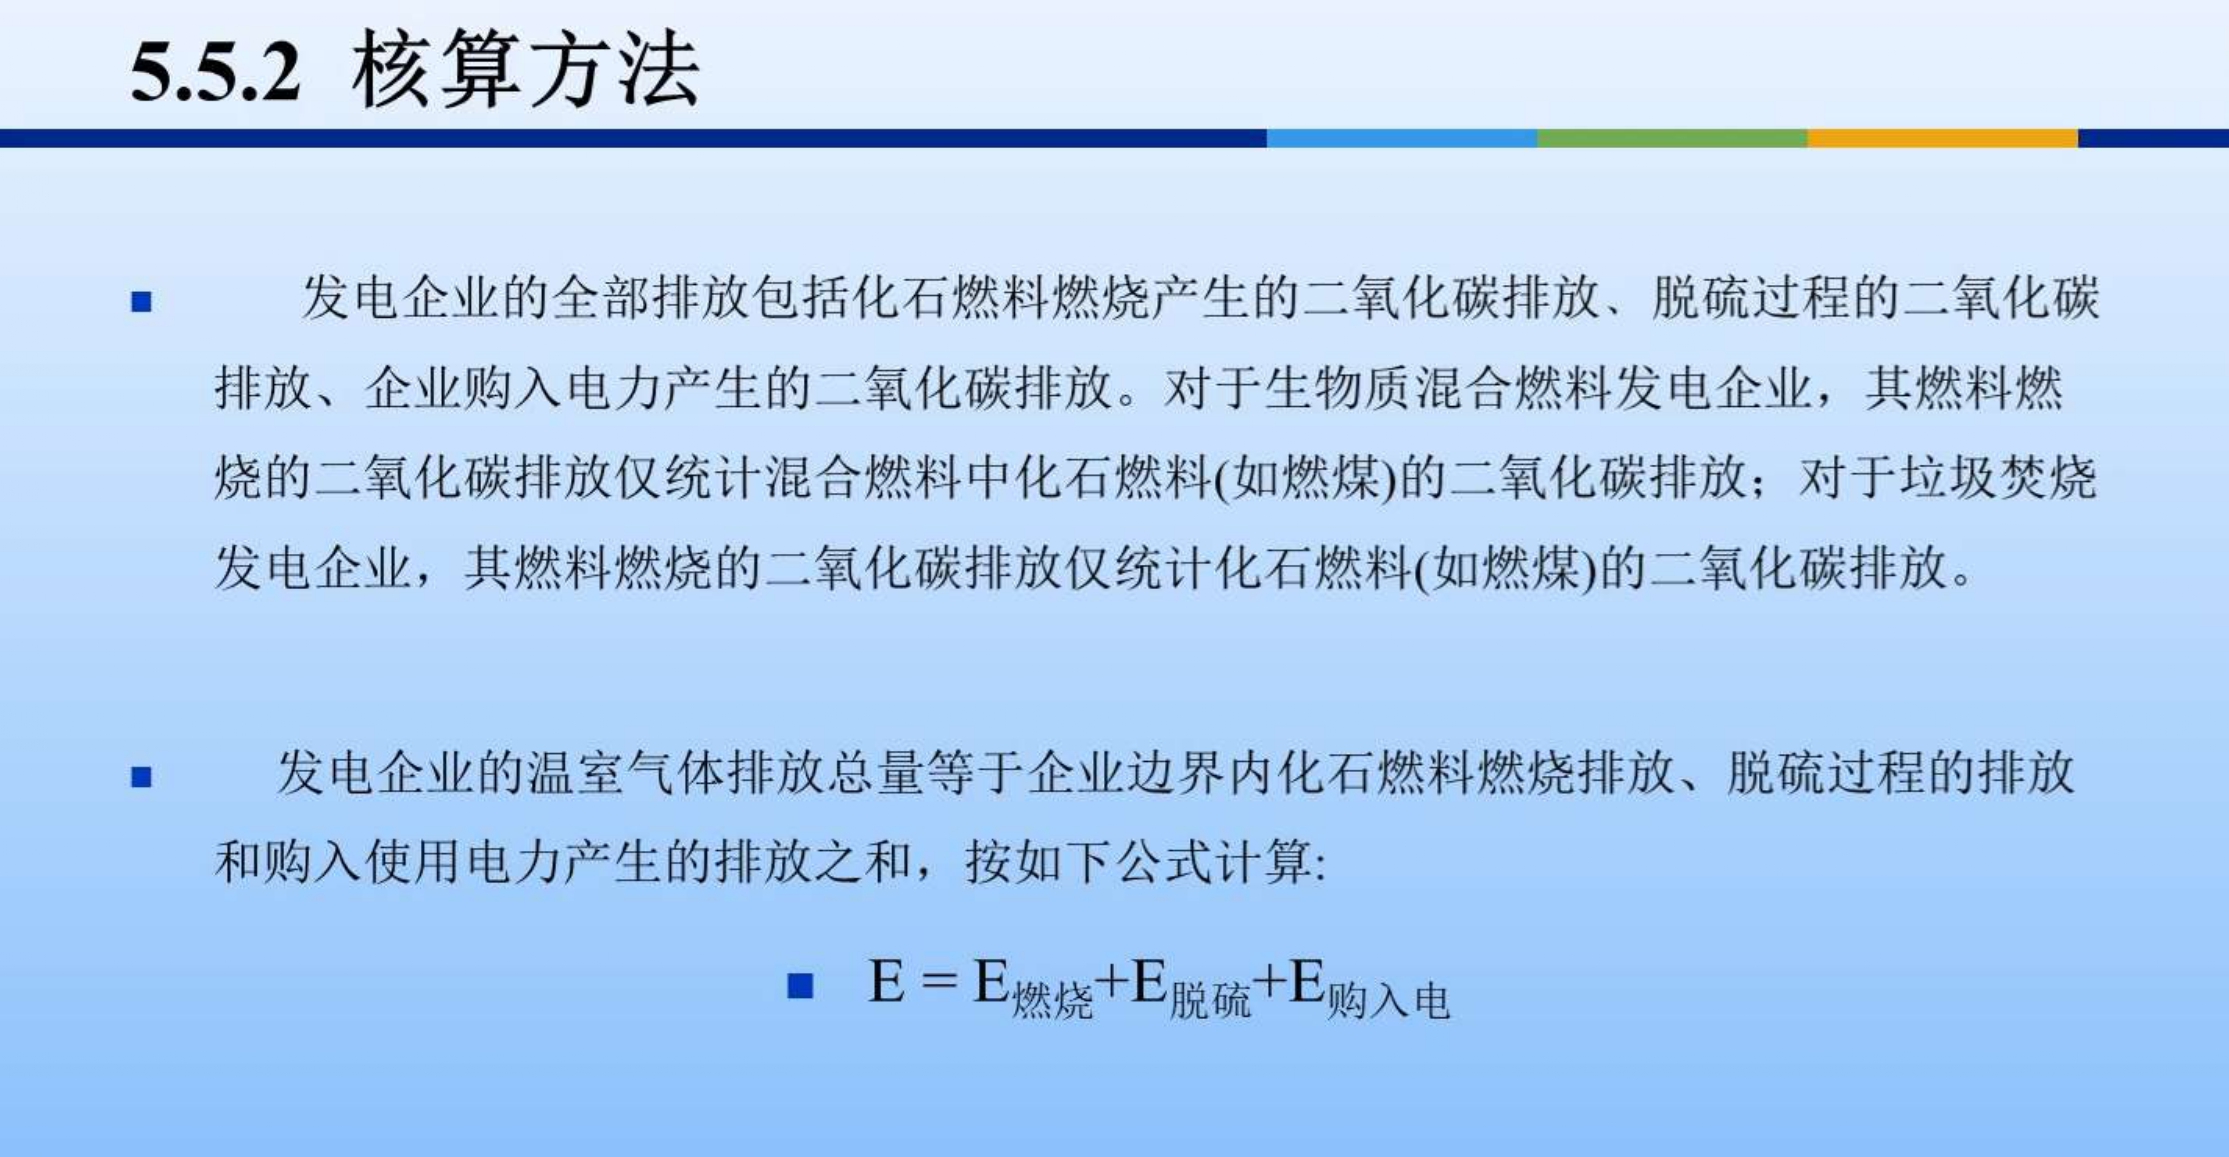 5.5.2 核算方法
发电企业的全部排放包括化石燃料燃烧产生的二氧化碳排放、脱硫过程的二氧化碳
排放、企业购入电力产生的二氧化碳排放。对于生物质混合燃料发电企业，其燃料燃
烧的二氧化碳排放仅统计混合燃料中化石燃料(如燃煤)的二氧化碳排放；对于垃圾焚烧
发电企业，其燃料燃烧的二氧化碳排放仅统计化石燃料(如燃煤)的二氧化碳排放。
发电企业的温室气体排放总量等于企业边界内化石燃料燃烧排放、脱硫过程的排放
和购入使用电力产生的排放之和，按如下公式计算:
E = E燃烧+E脱硫+E购入电